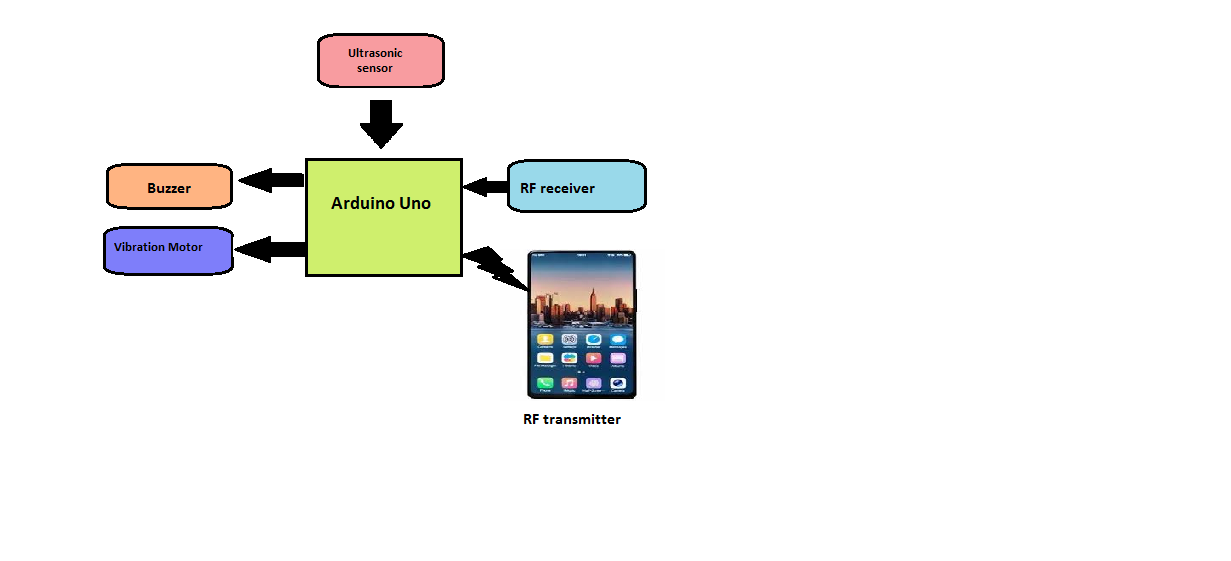 Ultrasonic
sensor
Buzzer
Arduino Uno
RF receiver
Vibration Motor
RF transmitter